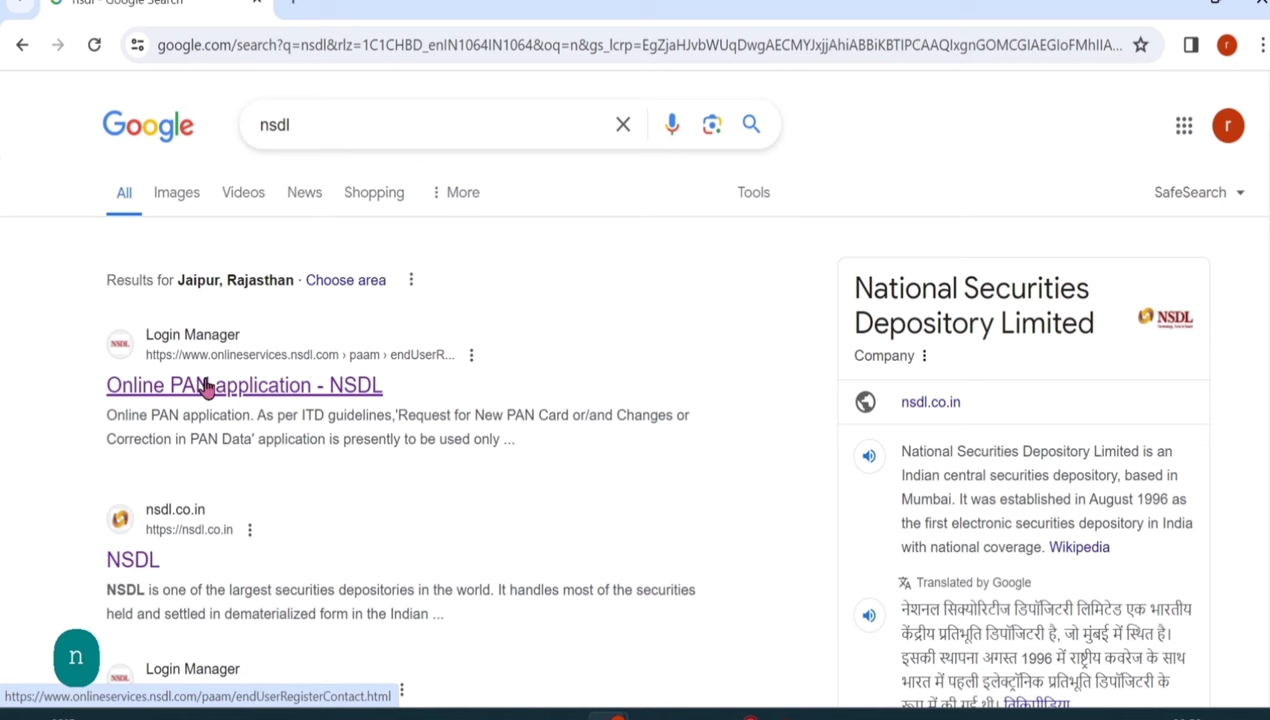 nsdl - Google Search
google.com/search?q=nsdl&rlz=1C1CHBD_enIN1064IN1064&oq=n&gs_lcrp=EgZjaHJvbWUqDwgAECMYJxjjAhiABBiKBTIPCAAQIxgnGOMCGIAEGIoFMhIIA...
r
Google
nsdl
r
All
Images
Videos
News
Shopping
More
Tools
SafeSearch
Results for Jaipur, Rajasthan · Choose area
NSDL
Login Manager
https://www.onlineservices.nsdl.com › paam › endUserR...
Online PAN application - NSDL
Online PAN application. As per ITD guidelines,'Request for New PAN Card or/and Changes or
Correction in PAN Data' application is presently to be used only ...
nsdl.co.in
https://nsdl.co.in
NSDL
NSDL is one of the largest securities depositories in the world. It handles most of the securities
held and settled in dematerialized form in the Indian ...
n
NSDL
Login Manager
https://www.onlineservices.nsdl.com/paam/endUserRegisterContact.html
National Securities
Depository Limited
NSDL
Company
nsdl.co.in
National Securities Depository Limited is an
Indian central securities depository, based in
Mumbai. It was established in August 1996 as
the first electronic securities depository in India
with national coverage. Wikipedia
Translated by Google
नेशनल सिक्योरिटीज डिपॉजिटरी लिमिटेड एक भारतीय
केंद्रीय प्रतिभूति डिपॉजिटरी है, जो मुंबई में स्थित है।
इसकी स्थापना अगस्त 1996 में राष्ट्रीय कवरेज के साथ
भारत में पहली इलेक्ट्रॉनिक प्रतिभूति डिपॉजिटरी के
रूप में की गई थी। विकिपीडिया